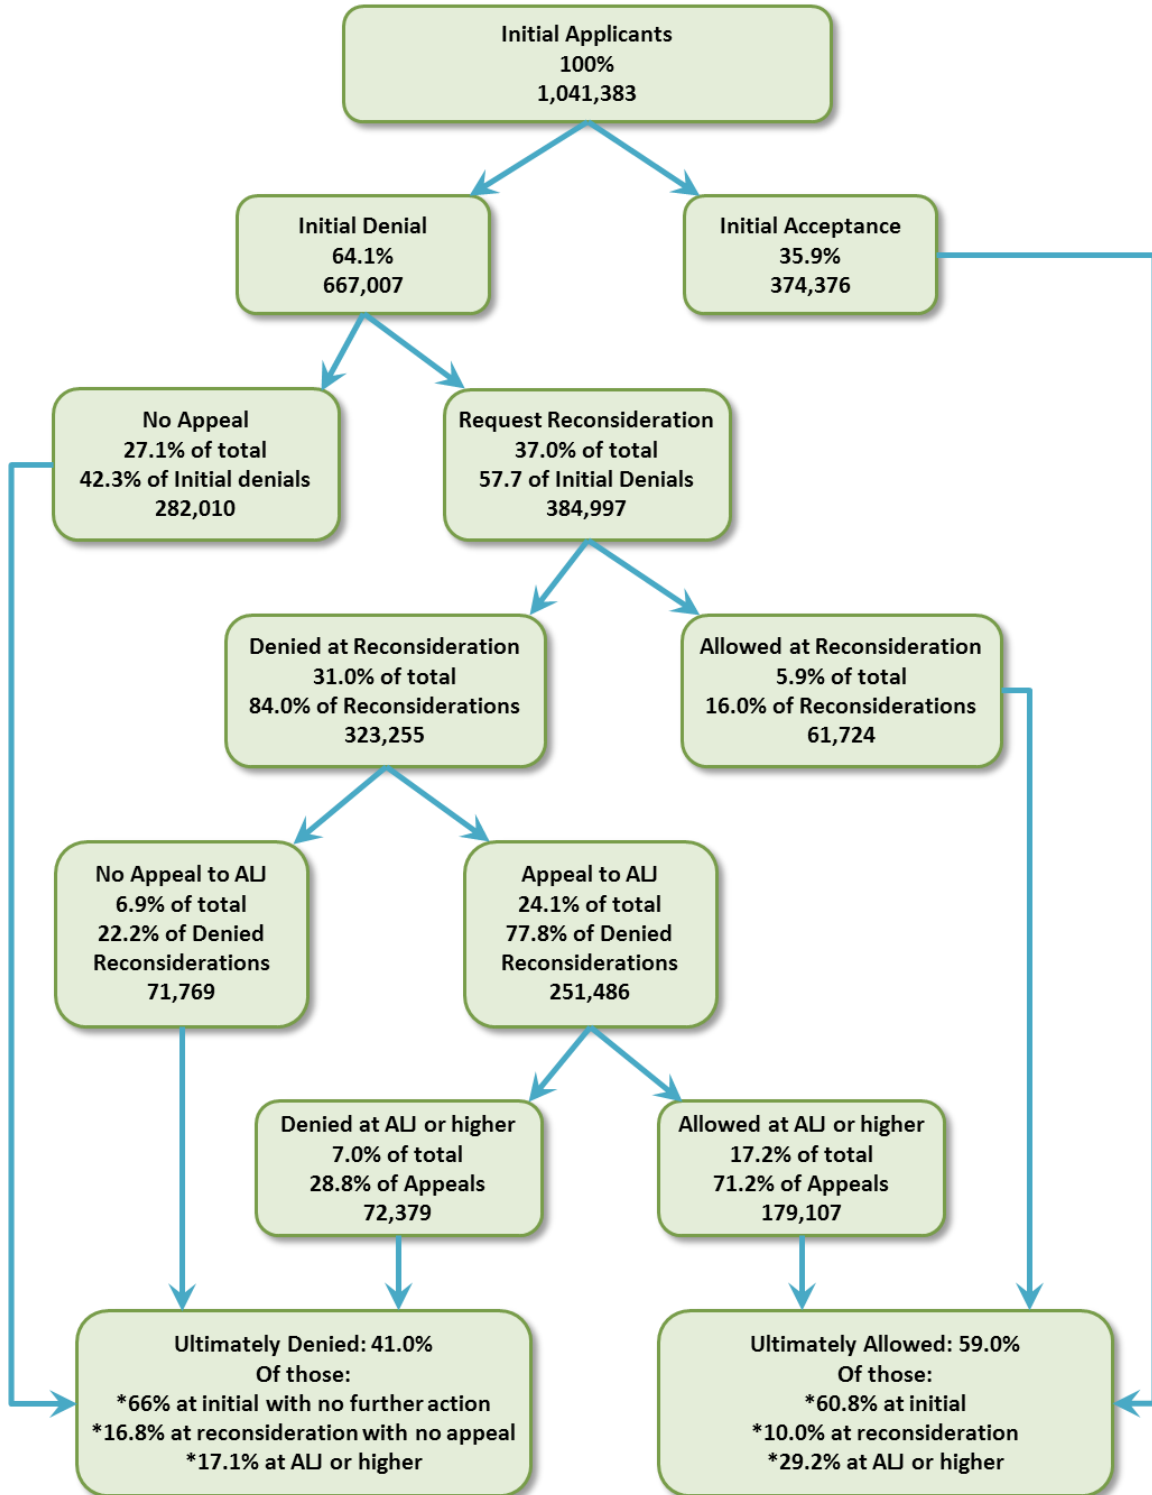 Initial Applicants
100%
1,041,383
Initial Denial
64.1%
667,007
Initial Acceptance
35.9%
374,376
No Appeal
27.1% of total
42.3% of Initial denials
282,010
Request Reconsideration
37.0% of total
57.7 of Initial Denials
384,997
Denied at Reconsideration
31.0% of total
84.0% of Reconsiderations
323,255
Allowed at Reconsideration
5.9% of total
16.0% of Reconsiderations
61,724
No Appeal to ALJ
6.9% of total
22.2% of Denied
Reconsiderations
71,769
Appeal to ALJ
24.1% of total
77.8% of Denied
Reconsiderations
251,486
Denied at ALJ or higher
7.0% of total
28.8% of Appeals
72,379
Allowed at ALJ or higher
17.2% of total
71.2% of Appeals
179,107
Ultimately Denied: 41.0%
Of those:
*66% at initial with no further action
*16.8% at reconsideration with no appeal
*17.1% at ALJ or higher
Ultimately Allowed: 59.0%
Of those:
*60.8% at initial
*10.0% at reconsideration
*29.2% at ALJ or higher